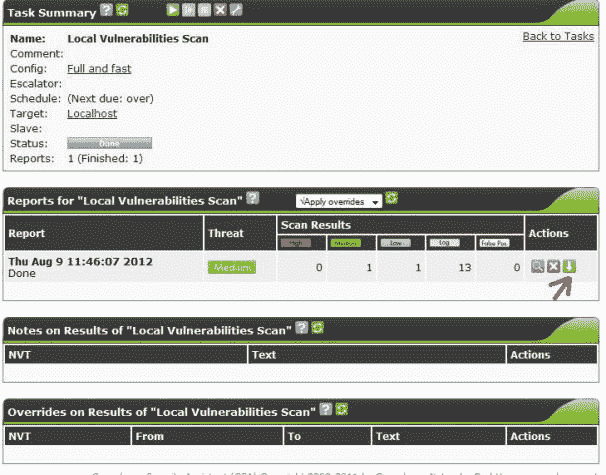 Task Summary ?
Name: Local Vulnerabilities Scan
Back to Tasks
Comment:
Config: Full and fast
Escalator:
Schedule: (Next due: over)
Target: Localhost
Slave:
Status: Done
Reports: 1 (Finished: 1)
Reports for "Local Vulnerabilities Scan" ? √Apply overrides
Report Threat Scan Results Actions
High Medium Low Log False Pos.
Thu Aug 9 11:46:07 2012
Done
Medium 0 1 1 13 0
Notes on Results of "Local Vulnerabilities Scan" ?
NVT Text Actions
Overrides on Results of "Local Vulnerabilities Scan" ?
NVT From To Text Actions